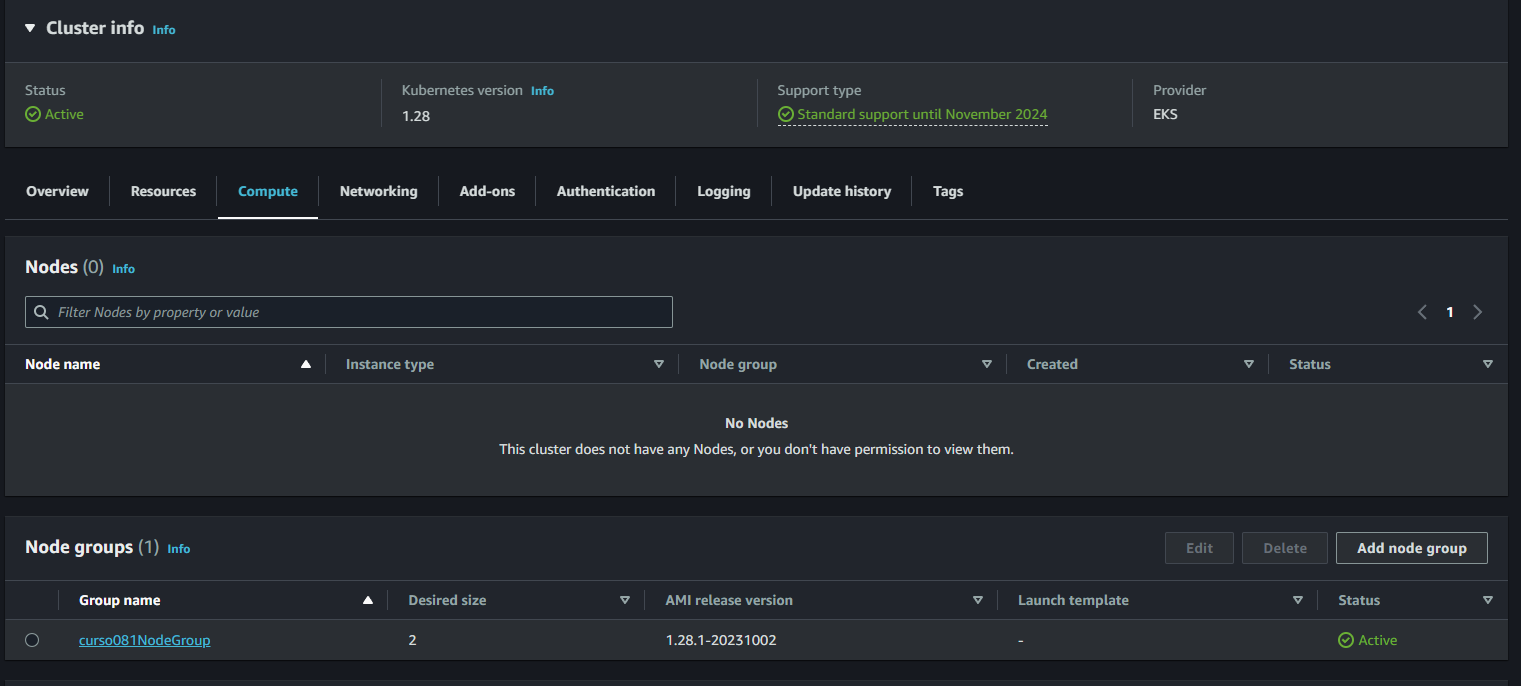 Cluster info Info
Status
Active
Kubernetes version Info
1.28
Support type
Standard support until November 2024
Provider
EKS
Overview Resources Compute Networking Add-ons Authentication Logging Update history Tags
Nodes (0) Info
Filter Nodes by property or value
1
Node name Instance type Node group Created Status
No Nodes
This cluster does not have any Nodes, or you don't have permission to view them.
Node groups (1) Info
Edit Delete Add node group
Group name Desired size AMI release version Launch template Status
curso081NodeGroup 2 1.28.1-20231002 - Active